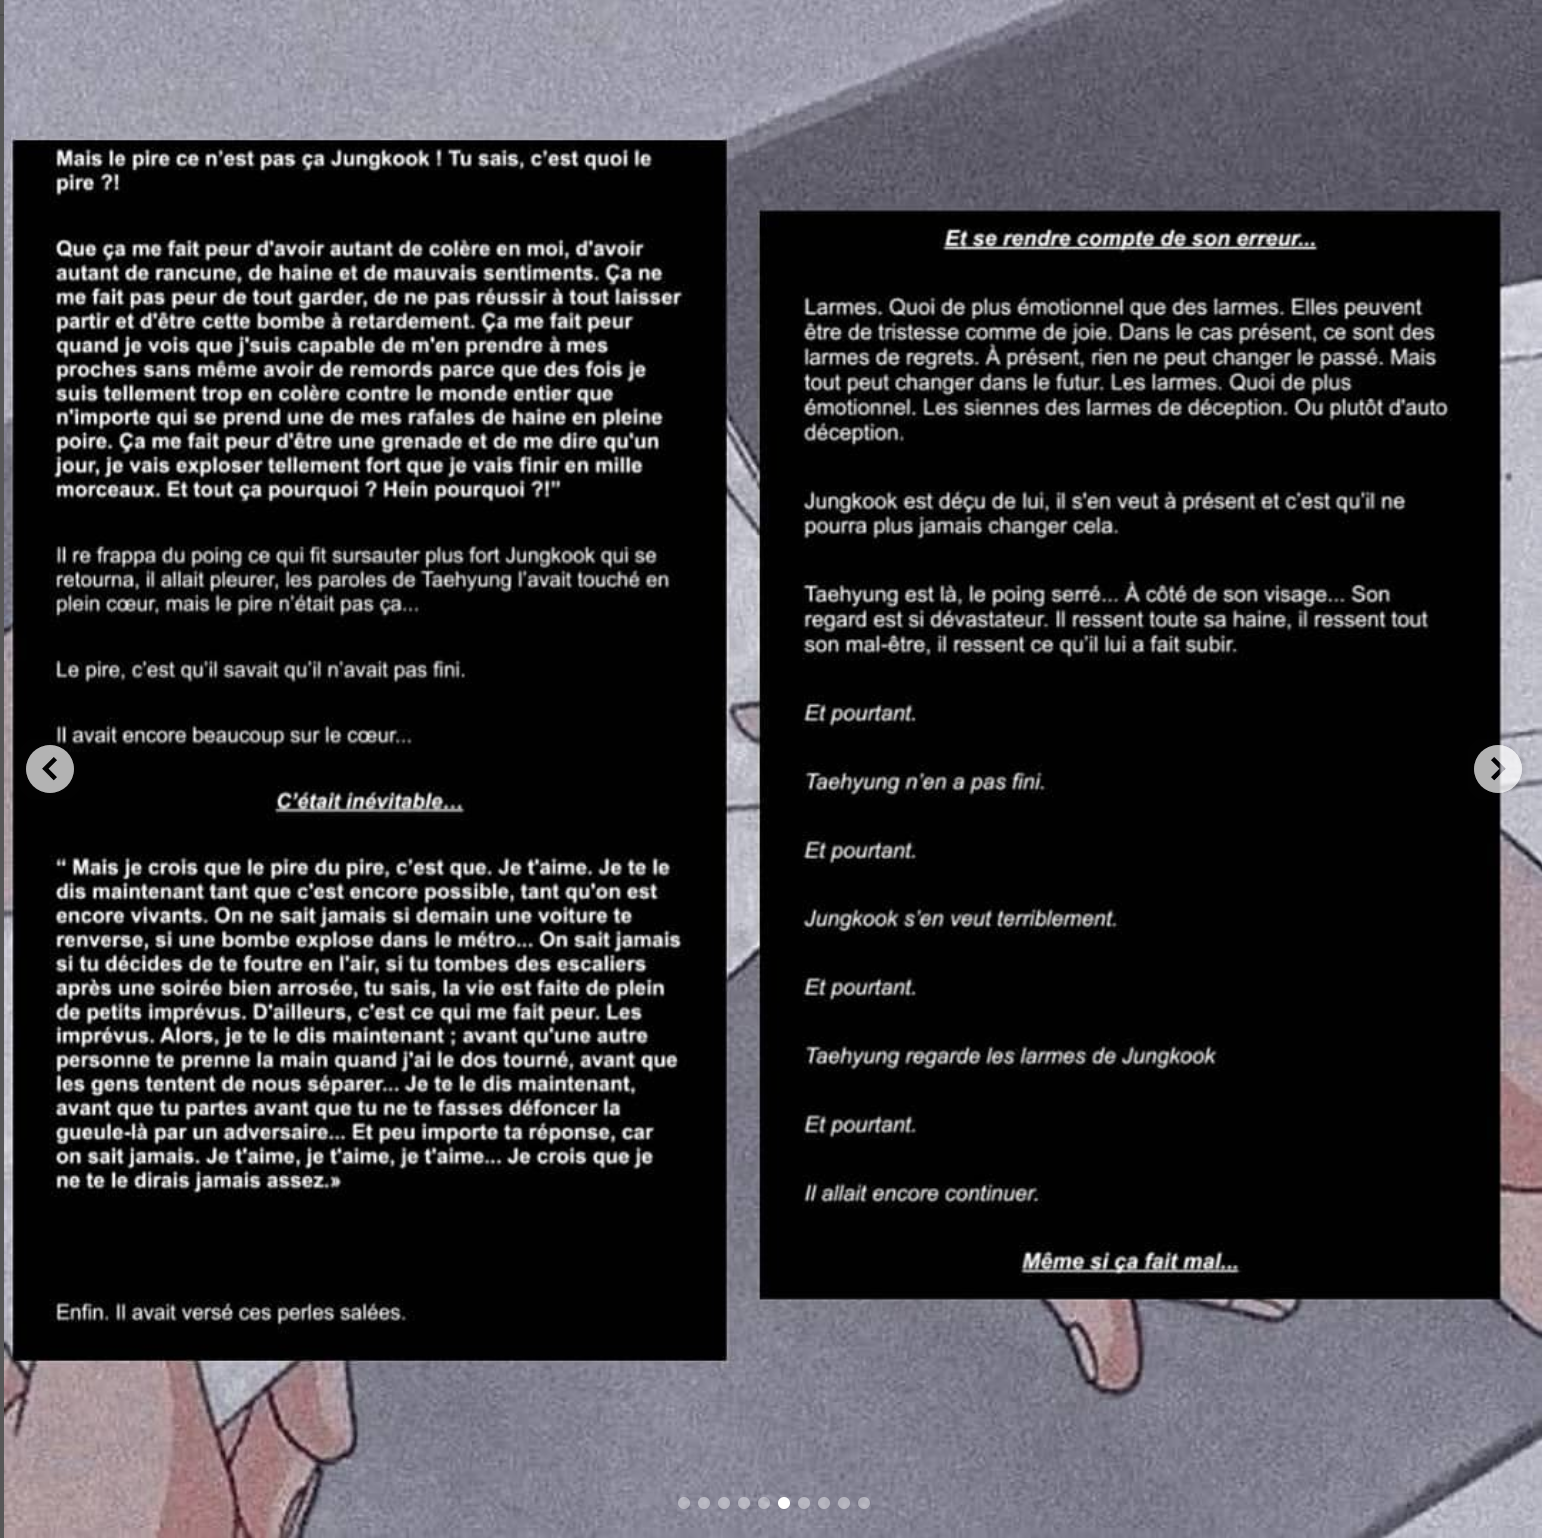 Mais le pire ce n'est pas ça Jungkook ! Tu sais, c'est quoi le
pire ?!
Que ça me fait peur d'avoir autant de colère en moi, d'avoir
autant de rancune, de haine et de mauvais sentiments. Ça ne
me fait pas peur de tout garder, de ne pas réussir à tout laisser
partir et d'être cette bombe à retardement. Ça me fait peur
quand je vois que j'suis capable de m'en prendre à mes
proches sans même avoir de remords parce que des fois je
suis tellement trop en colère contre le monde entier que
n'importe qui se prend une de mes rafales de haine en pleine
poire. Ça me fait peur d'être une grenade et de me dire qu'un
jour, je vais exploser tellement fort que je vais finir en mille
morceaux. Et tout ça pourquoi ? Hein pourquoi ?!”
Il re frappa du poing ce qui fit sursauter plus fort Jungkook qui se
retourna, il allait pleurer, les paroles de Taehyung l'avait touché en
plein cœur, mais le pire n'était pas ça...
Le pire, c'est qu'il savait qu'il n'avait pas fini.
Il avait encore beaucoup sur le cœur...
C'était inévitable...
“ Mais je crois que le pire du pire, c'est que. Je t'aime. Je te le
dis maintenant tant que c'est encore possible, tant qu'on est
encore vivants. On ne sait jamais si demain une voiture te
renverse, si une bombe explose dans le métro... On sait jamais
si tu décides de te foutre en l'air, si tu tombes des escaliers
après une soirée bien arrosée, tu sais, la vie est faite de plein
de petits imprévus. D'ailleurs, c'est ce qui me fait peur. Les
imprévus. Alors, je te le dis maintenant ; avant qu'une autre
personne te prenne la main quand j'ai le dos tourné, avant que
les gens tentent de nous séparer... Je te le dis maintenant,
avant que tu partes avant que tu ne te fasses défoncer la
gueule-là par un adversaire... Et peu importe ta réponse, car
on sait jamais. Je t'aime, je t'aime, je t'aime... Je crois que je
ne te le dirais jamais assez.»
Enfin. Il avait versé ces perles salées.
Et se rendre compte de son erreur...
Larmes. Quoi de plus émotionnel que des larmes. Elles peuvent
être de tristesse comme de joie. Dans le cas présent, ce sont des
larmes de regrets. À présent, rien ne peut changer le passé. Mais
tout peut changer dans le futur. Les larmes. Quoi de plus
émotionnel. Les siennes des larmes de déception. Ou plutôt d'auto
déception.
Jungkook est déçu de lui, il s'en veut à présent et c'est qu'il ne
pourra plus jamais changer cela.
Taehyung est là, le poing serré... À côté de son visage... Son
regard est si dévastateur. Il ressent toute sa haine, il ressent tout
son mal-être, il ressent ce qu'il lui a fait subir.
Et pourtant.
Taehyung n'en a pas fini.
Et pourtant.
Jungkook s'en veut terriblement.
Et pourtant.
Taehyung regarde les larmes de Jungkook
Et pourtant.
Il allait encore continuer.
Même si ça fait mal...